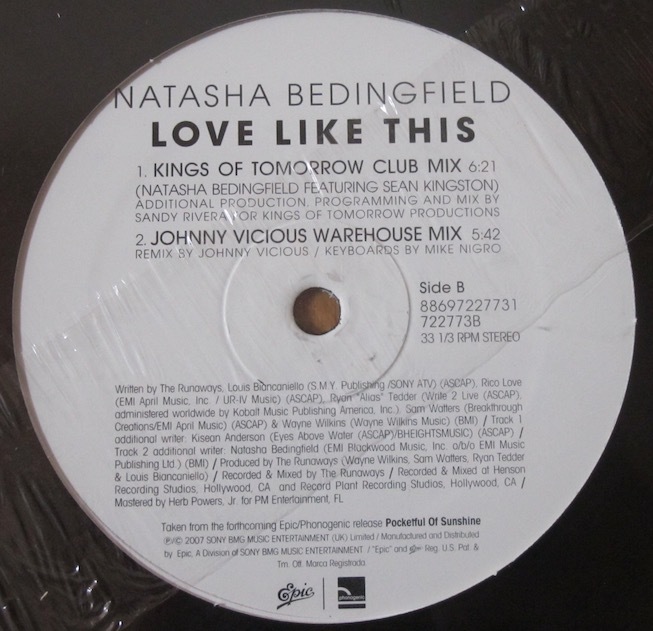 NATASHA BEDINGFIELD
LOVE LIKE THIS
1. KINGS OF TOMORROW CLUB MIX 6:21
(NATASHA BEDINGFIELD FEATURING SEAN KINGSTON)
ADDITIONAL PRODUCTION, PROGRAMMING AND MIX BY
SANDY RIVERA FOR KINGS OF TOMORROW PRODUCTIONS
2. JOHNNY VICIOUS WAREHOUSE MIX 5:42
REMIX BY JOHNNY VICIOUS / KEYBOARDS BY MIKE NIGRO
Side B
88697227731
722773B
33 1/3 RPM STEREO
Written by The Runaways, Louis Biancaniello (S.M.Y. Publishing /SONY ATV) (ASCAP), Rico Love
(EMI April Music, Inc / UR-IV Music) (ASCAP), Ryan "Alias" Tedder (Write 2 Live (ASCAP),
administered worldwide by Kobalt Music Publishing America, Inc.), Sam Watters (Breakthrough
Creations/EMI April Music) (ASCAP) & Wayne Wilkins (Wayne Wilkins Music) (BMI) / Track 1
additional writer: Kisean Anderson (Eyes Above Water (ASCAP)/BHEIGHTSMUSIC) (ASCAP) /
Track 2 additional writer: Natasha Bedingfield (EMI Blackwood Music, Inc. o/b/o EMI Music
Publishing Ltd.) (BMI) / Produced by The Runaways (Wayne Wilkins, Sam Watters, Ryan Tedder
& Louis Biancaniello) / Recorded & Mixed by The Runaways / Recorded & Mixed at Henson
Recording Studios, Hollywood, CA and Record Plant Recording Studios, Hollywood, CA /
Mastered by Herb Powers, Jr. for PM Entertainment, FL
Taken from the forthcoming Epic/Phonogenic release Pocketful Of Sunshine
℗/© 2007 SONY BMG MUSIC ENTERTAINMENT (UK) Limited / Manufactured and Distributed
by Epic, A Division of SONY BMG MUSIC ENTERTAINMENT / "Epic" and Epic Reg. U.S. Pat. &
Tm. Off. Marca Registrada.
Epic phonogenic